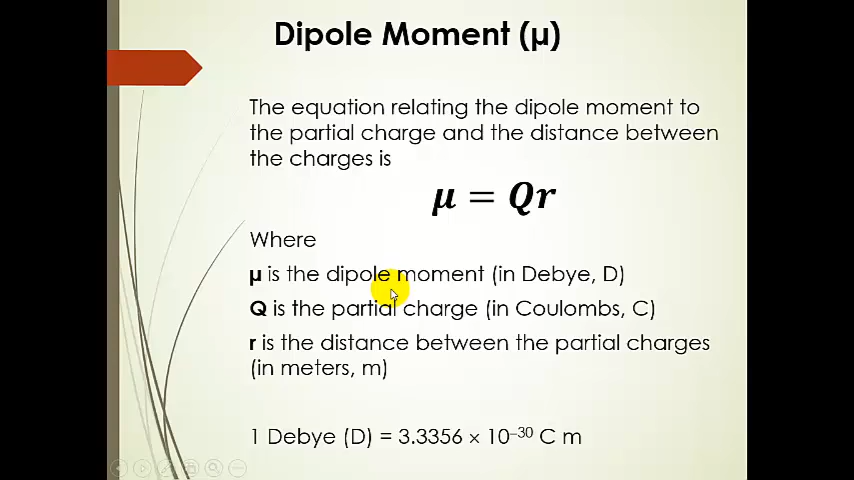 Dipole Moment (μ)
The equation relating the dipole moment to
the partial charge and the distance between
the charges is
μ = Qr
Where
μ is the dipole moment (in Debye, D)
Q is the partial charge (in Coulombs, C)
r is the distance between the partial charges
(in meters, m)
1 Debye (D) = 3.3356 × 10⁻³⁰ C m